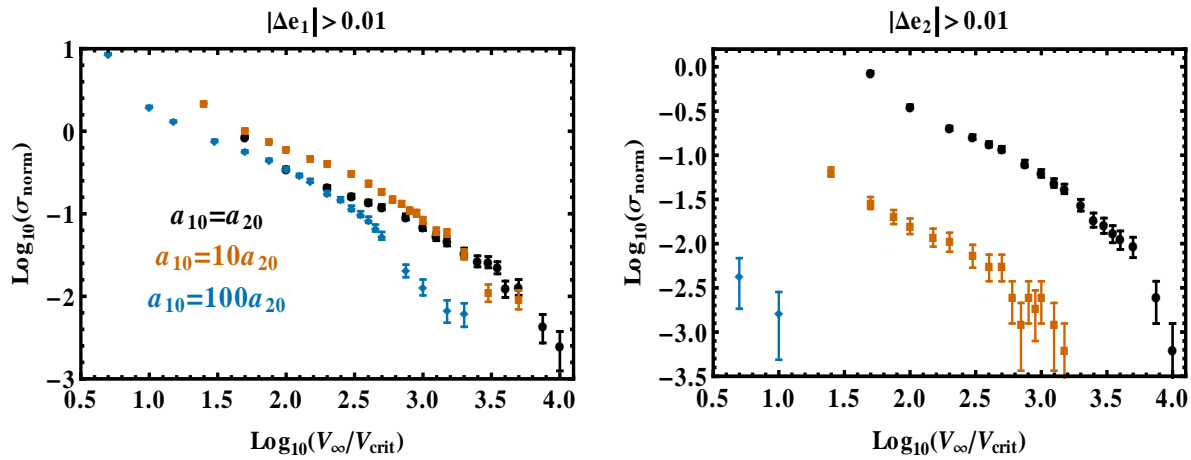 |Δe₁|>0.01
Log₁₀(σnorm)
1
0
−1
−2
−3
a₁₀=a₂₀
a₁₀=10a₂₀
a₁₀=100a₂₀
0.5 1.0 1.5 2.0 2.5 3.0 3.5 4.0
Log₁₀(V∞/Vcrit)
|Δe₂|>0.01
Log₁₀(σnorm)
0.0
−0.5
−1.0
−1.5
−2.0
−2.5
−3.0
−3.5
0.5 1.0 1.5 2.0 2.5 3.0 3.5 4.0
Log₁₀(V∞/Vcrit)